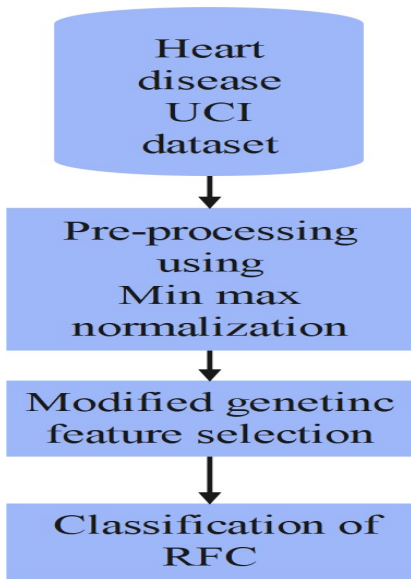 Heart
disease
UCI
dataset
Pre-processing
using
Min max
normalization
Modified genetinc
feature selection
Classification of
RFC